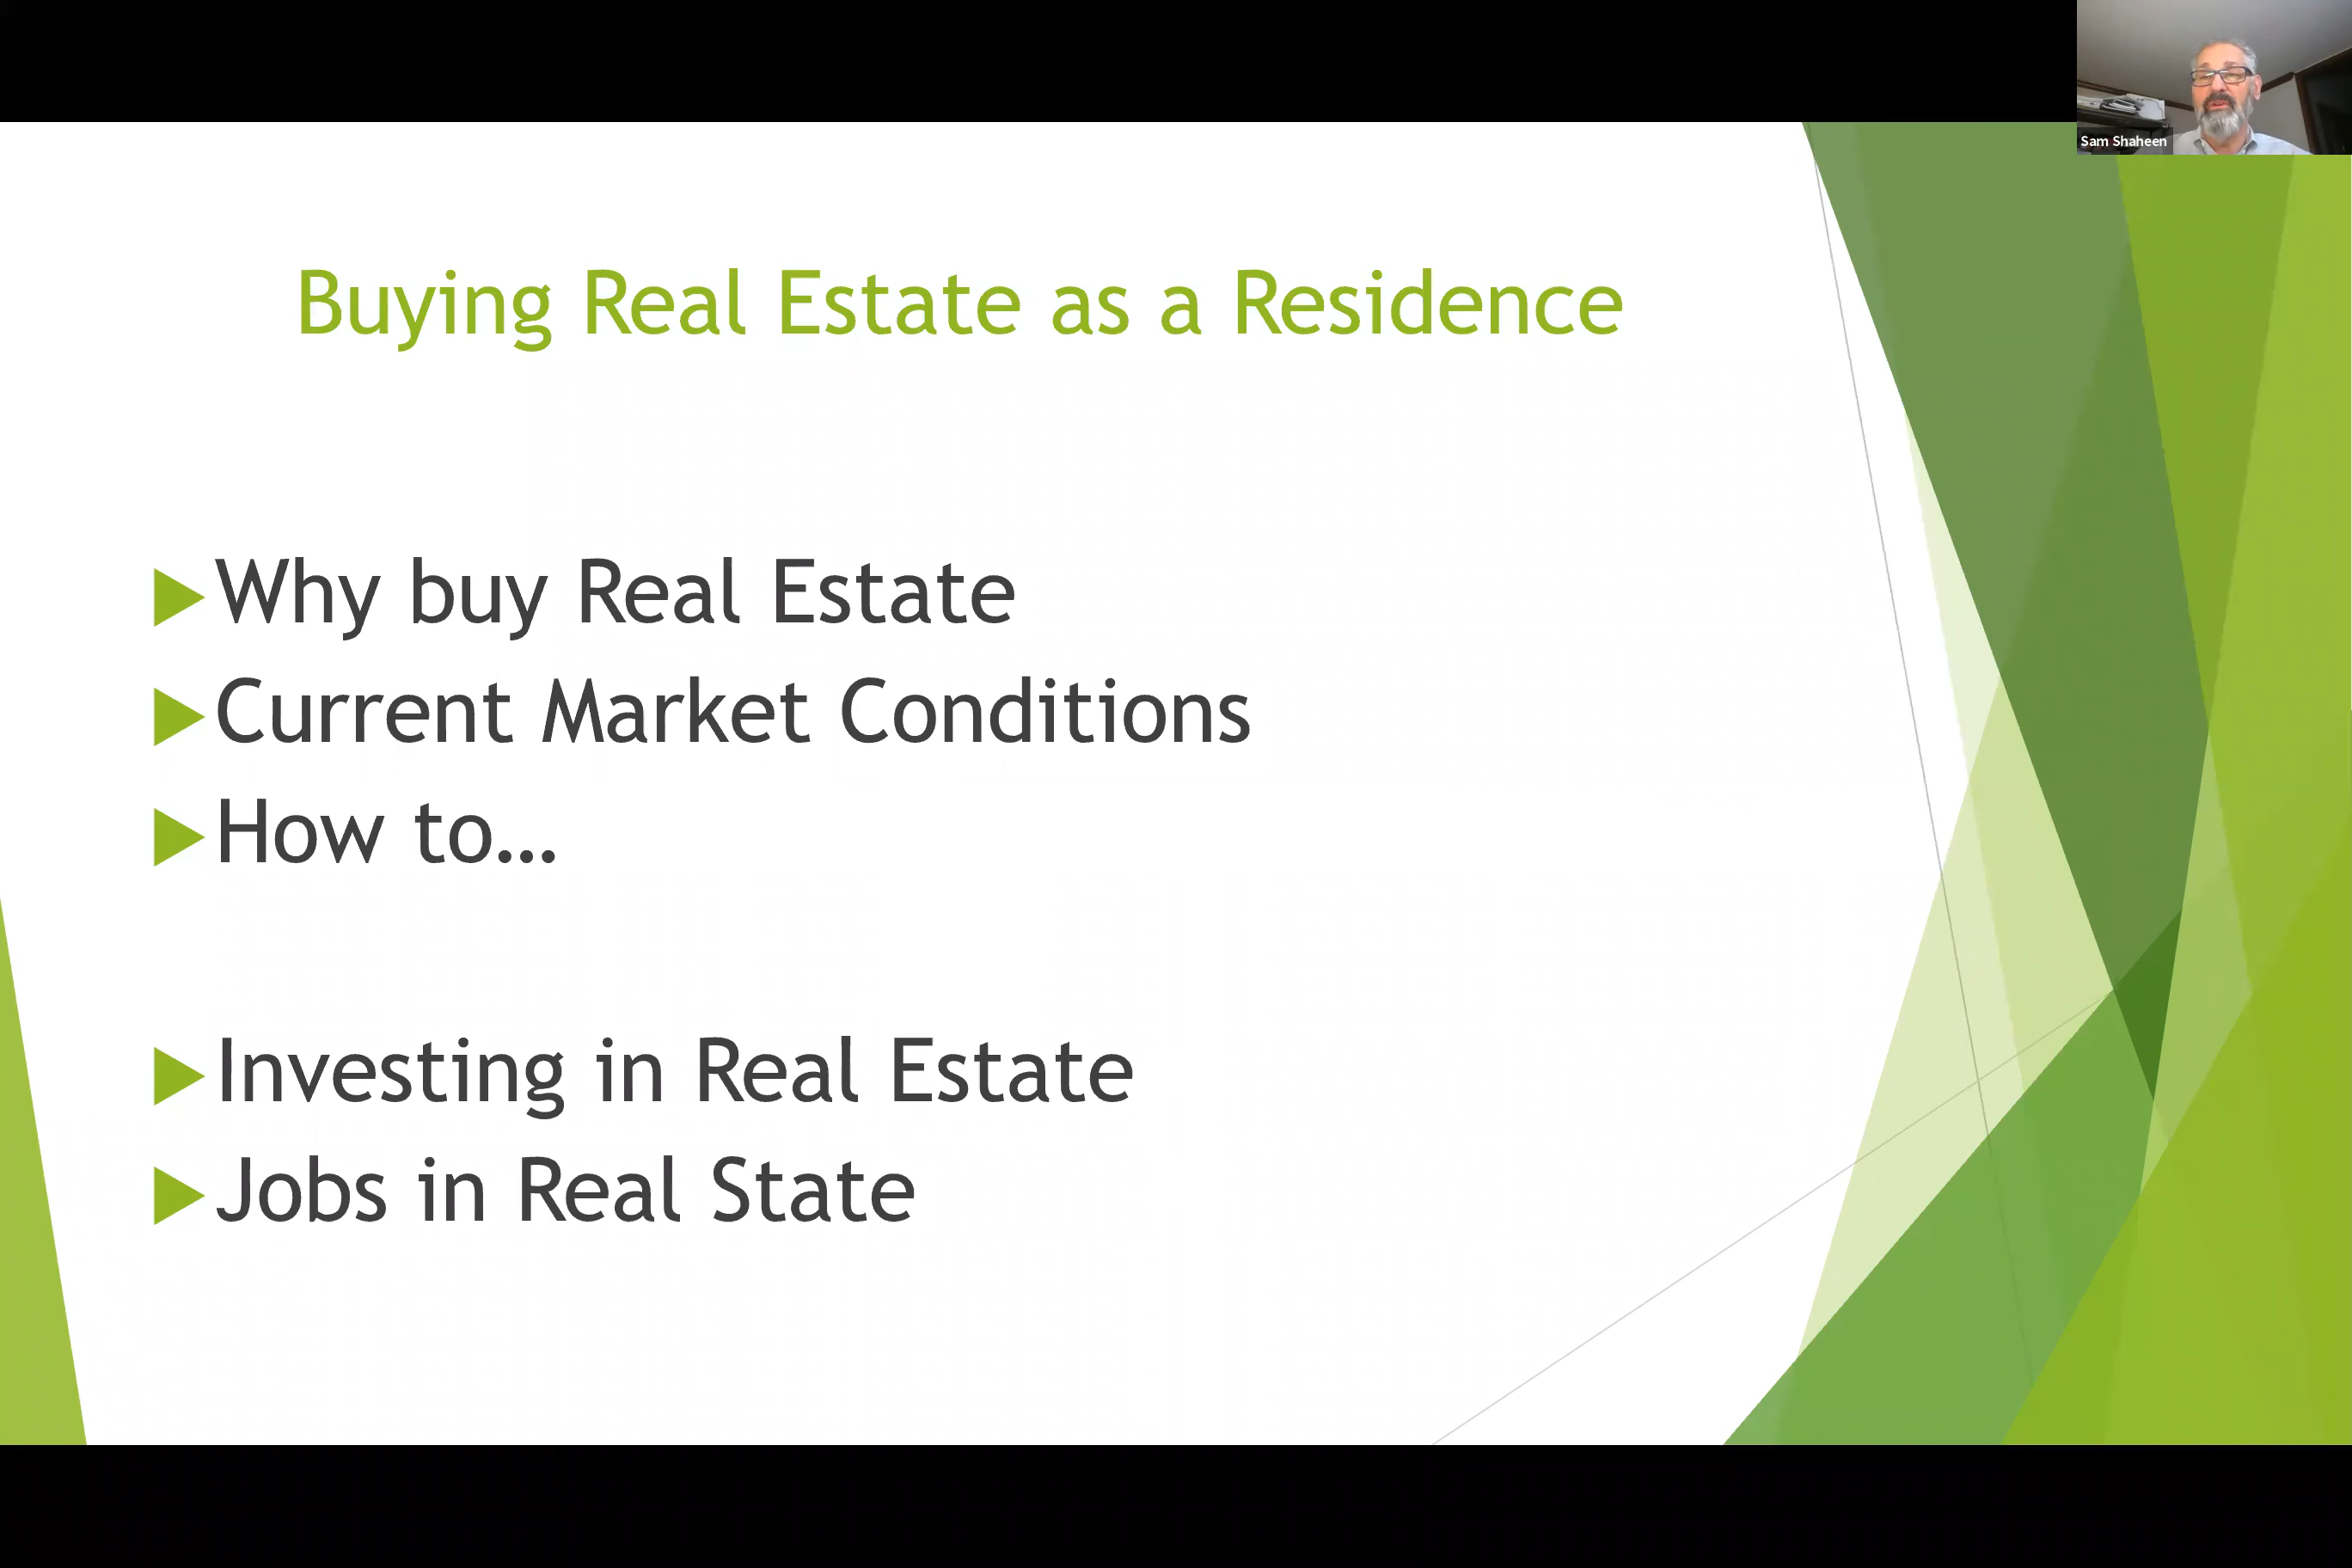 Sam Shaheen
Buying Real Estate as a Residence
Why buy Real Estate
Current Market Conditions
How to...
Investing in Real Estate
Jobs in Real State